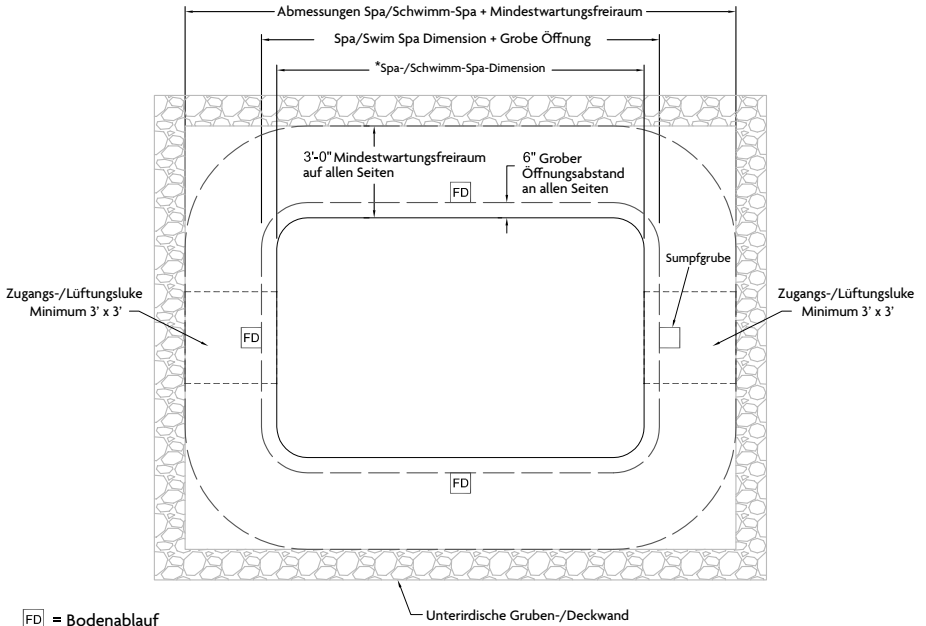 Abmessungen Spa/Schwimm-Spa + Mindestwartungsfreiraum
Spa/Swim Spa Dimension + Grobe Öffnung
*Spa-/Schwimm-Spa-Dimension
3'-0" Mindestwartungsfreiraum
auf allen Seiten
6" Grober
Öffnungsabstand
an allen Seiten
FD
Sumpfgrube
Zugangs-/Lüftungsluke
Minimum 3' x 3'
Zugangs-/Lüftungsluke
Minimum 3' x 3'
FD
FD
Unterirdische Gruben-/Deckwand
FD = Bodenablauf